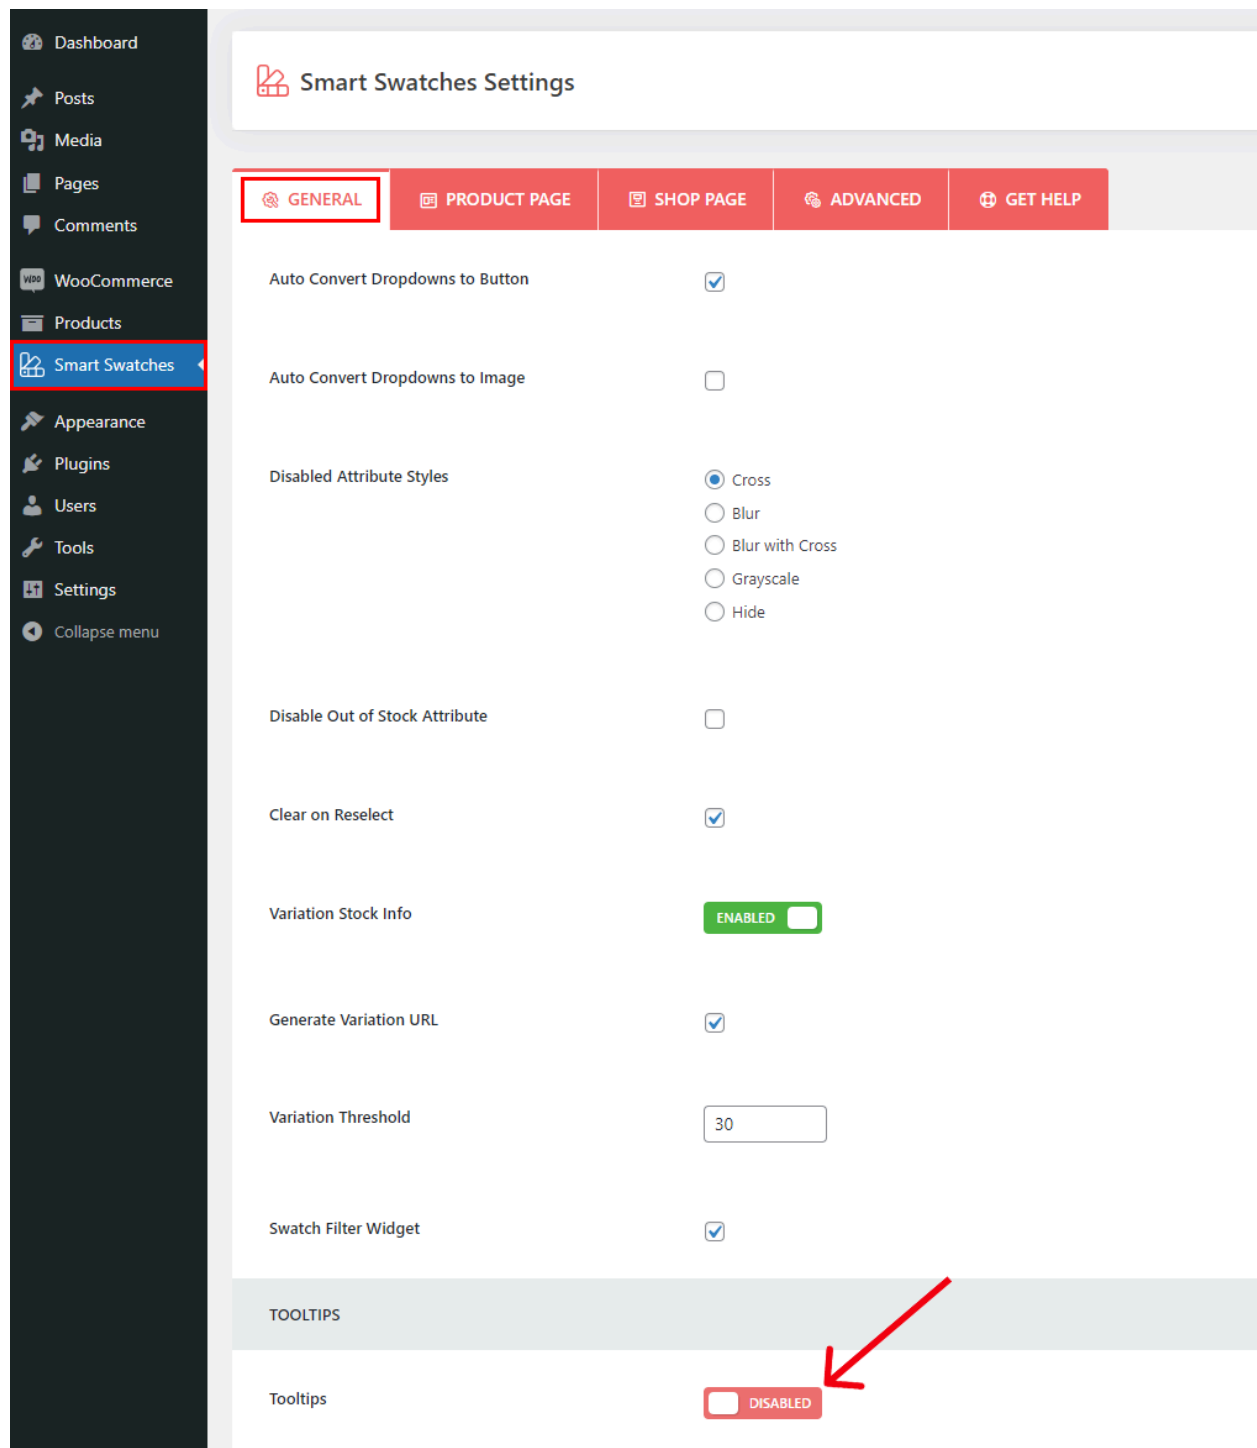 Dashboard
Posts
Media
Pages
Comments
WOO WooCommerce
Products
Smart Swatches
Appearance
Plugins
Users
Tools
Settings
Collapse menu
Smart Swatches Settings
GENERAL PRODUCT PAGE SHOP PAGE ADVANCED GET HELP
Auto Convert Dropdowns to Button
Auto Convert Dropdowns to Image
Disabled Attribute Styles
Cross
Blur
Blur with Cross
Grayscale
Hide
Disable Out of Stock Attribute
Clear on Reselect
Variation Stock Info ENABLED
Generate Variation URL
Variation Threshold 30
Swatch Filter Widget
TOOLTIPS
Tooltips DISABLED